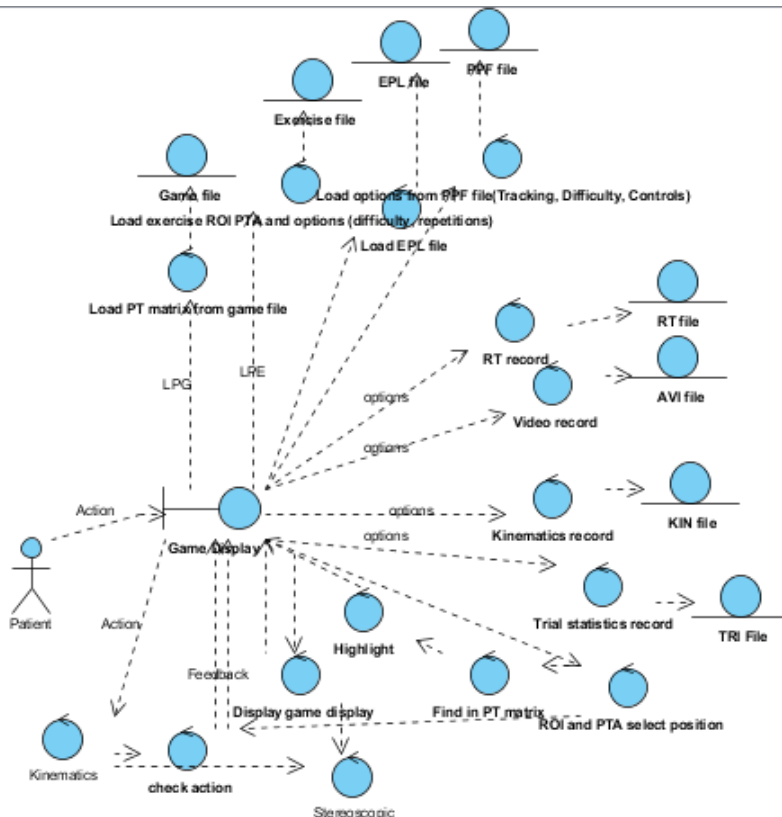 PPF file
EPL file
Exercise file
Game file
Load options from PPF file(Tracking, Difficulty, Controls)
Load exercise ROI PTA and options (difficulty, repetitions)
Load EPL file
Load PT matrix from game file
RT file
RT record
LPG
LPE
options
AVI file
Video record
options
Action
options
KIN file
Kinematics record
options
Game Display
Patient
Action
Trial statistics record
TRI File
Highlight
Feedback
Display game display
Find in PT matrix
ROI and PTA select position
Kinematics
check action
Stereoscopic